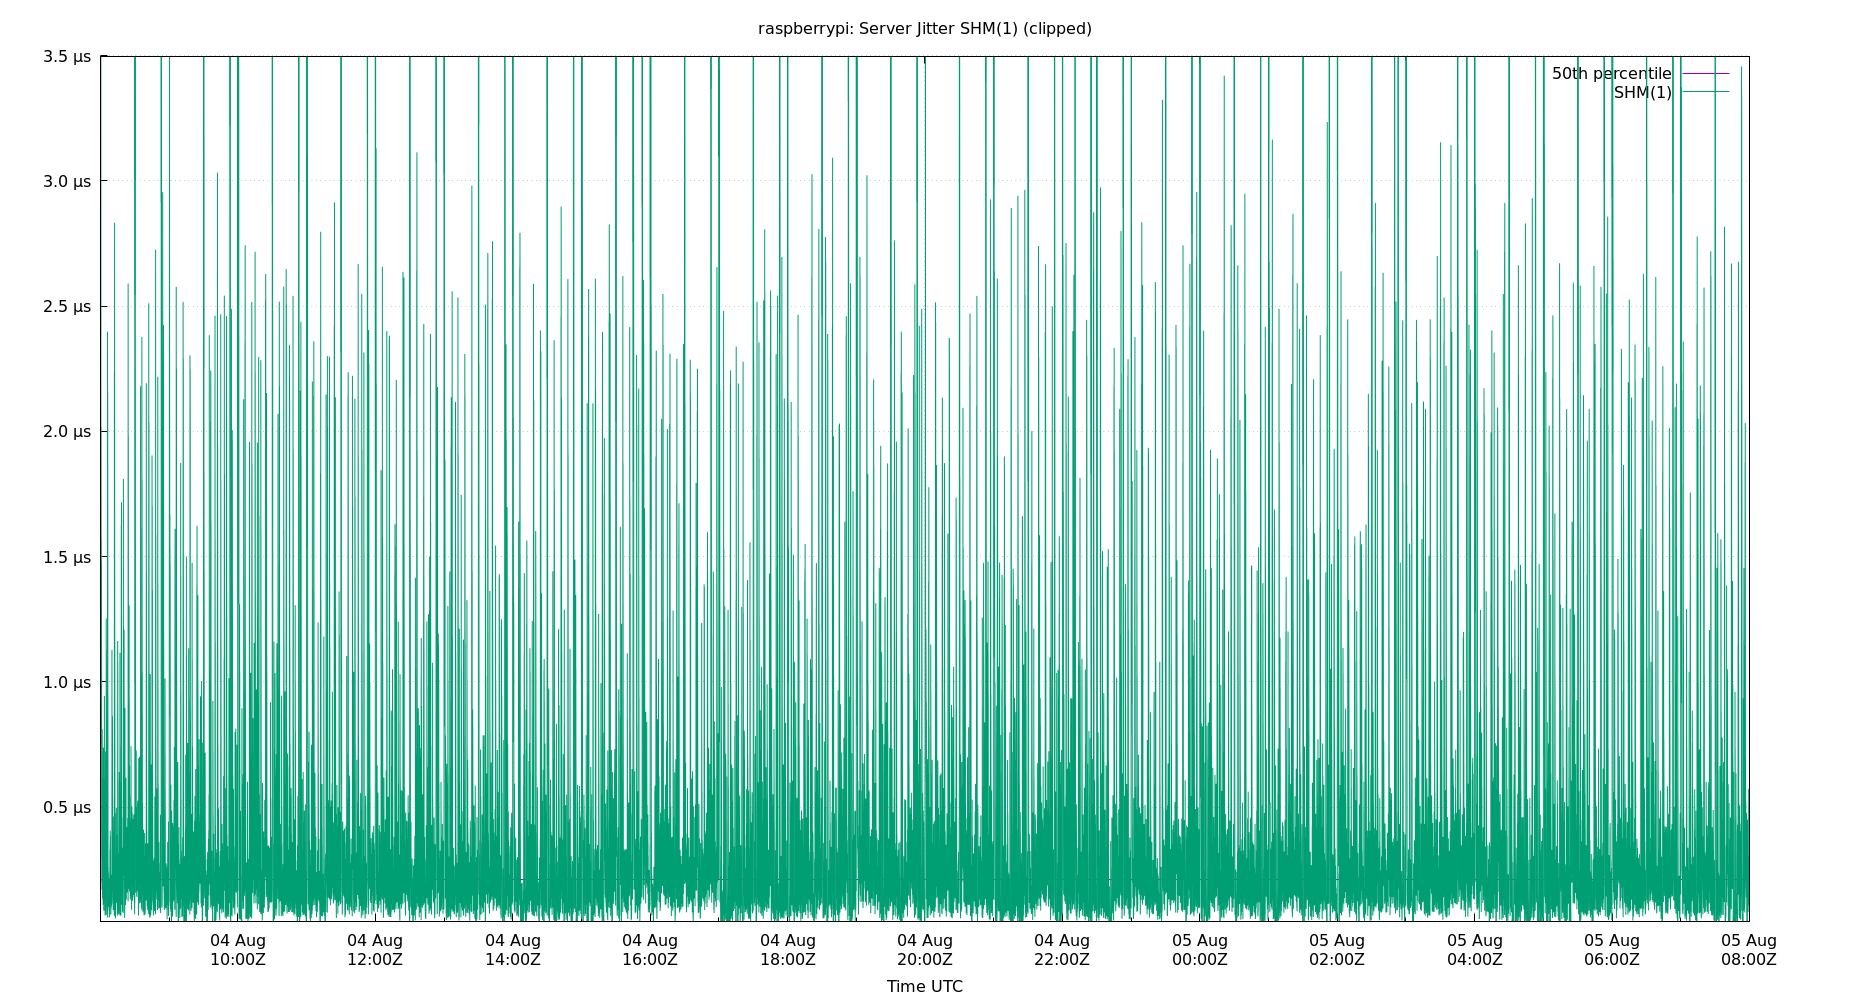 raspberrypi: Server Jitter SHM(1) (clipped)
3.5 µs
3.0 µs
2.5 µs
2.0 µs
1.5 µs
1.0 µs
0.5 µs
50th percentile
SHM(1)
04 Aug 04 Aug 04 Aug 04 Aug 04 Aug 04 Aug 04 Aug 05 Aug 05 Aug 05 Aug 05 Aug 05 Aug
10:00Z 12:00Z 14:00Z 16:00Z 18:00Z 20:00Z 22:00Z 00:00Z 02:00Z 04:00Z 06:00Z 08:00Z
Time UTC